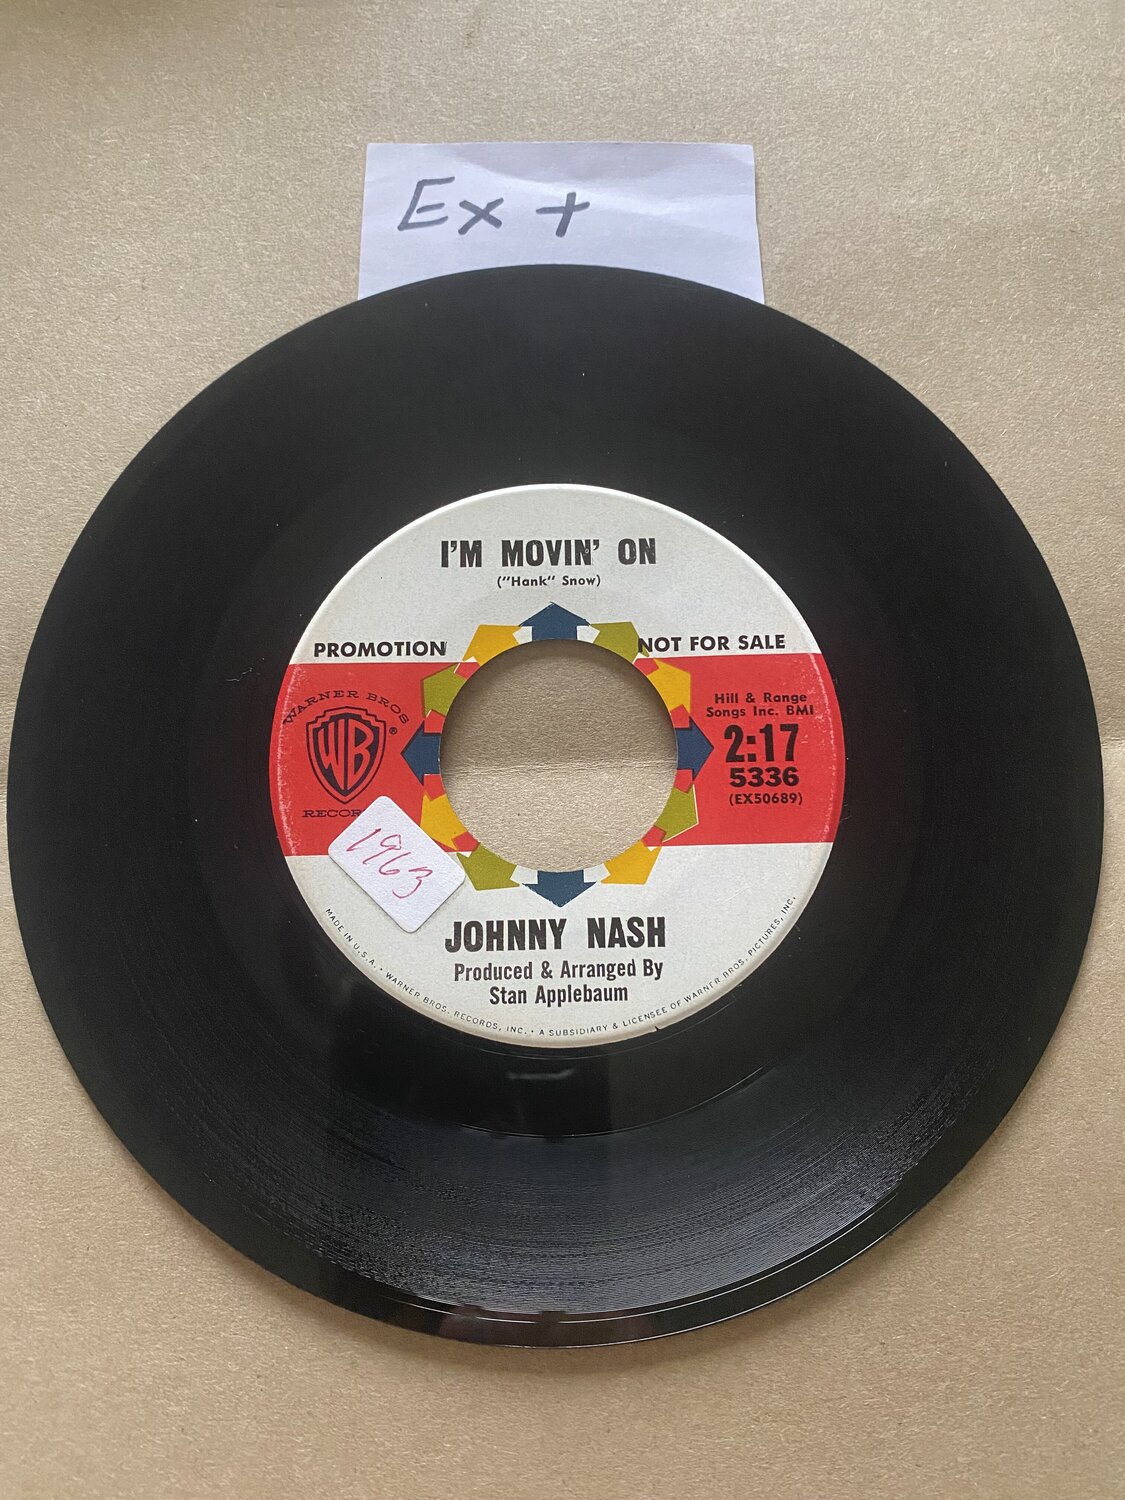 Ex +
I'M MOVIN' ON
("Hank" Snow)
PROMOTION
NOT FOR SALE
WARNER BROS
WB
®
RECOR
Hill & Range
Songs Inc. BMI
2:17
5336
(EX50689)
1963
JOHNNY NASH
Produced & Arranged By
Stan Applebaum
MADE IN U.S.A. • WARNER BROS. RECORDS, INC. • A SUBSIDIARY & LICENSEE OF WARNER BROS. PICTURES, INC.